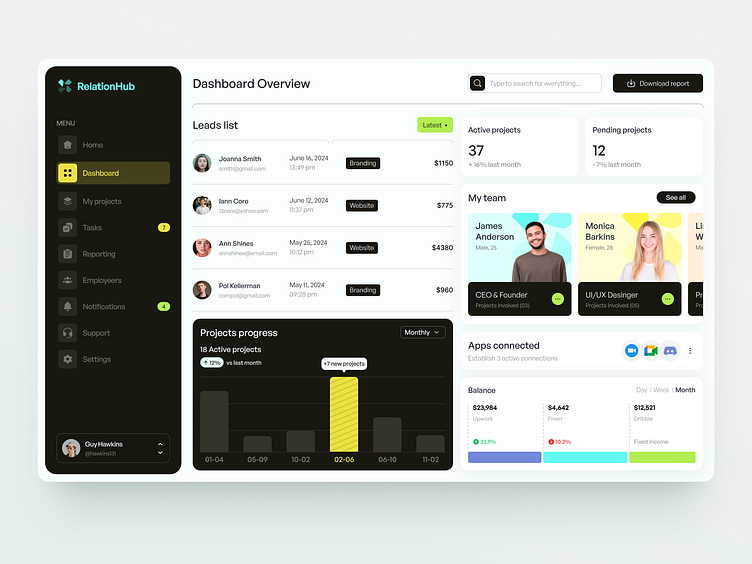 RelationHub
MENU
Home
Dashboard
My projects
Tasks
7
Reporting
Employeers
Notifications
4
Support
Settings
Guy Hawkins
@hawkins131
Dashboard Overview
Type to search for everything...
Download report
Leads list
Latest
Joanna Smith
smith@gmail.com
June 16, 2024
13:49 pm
Branding
$1150
Iann Core
12core@yahoo.com
June 12, 2024
11:37 pm
Website
$775
Ann Shines
annshines@email.com
May 25, 2024
10:12 pm
Website
$4380
Pol Kellerman
compol@gmail.com
May 11, 2024
09:28 pm
Branding
$960
Projects progress
Monthly
18 Active projects
12%
vs last month
+7 new projects
01-04
05-09
10-02
02-06
06-10
11-02
Active projects
37
+ 16% last month
Pending projects
12
- 7% last month
My team
See all
James
Anderson
Male, 25
CEO & Founder
Projects Involved (03)
Monica
Barkins
Female, 28
UI/UX Desinger
Projects Involved (05)
Li
W
Pr
Apps connected
Establish 3 active connections
Balance
Day | Week | Month
$23,984
Upwork
32.1%
$4,642
Fiverr
10.2%
$12,521
Dribble
Fixed income